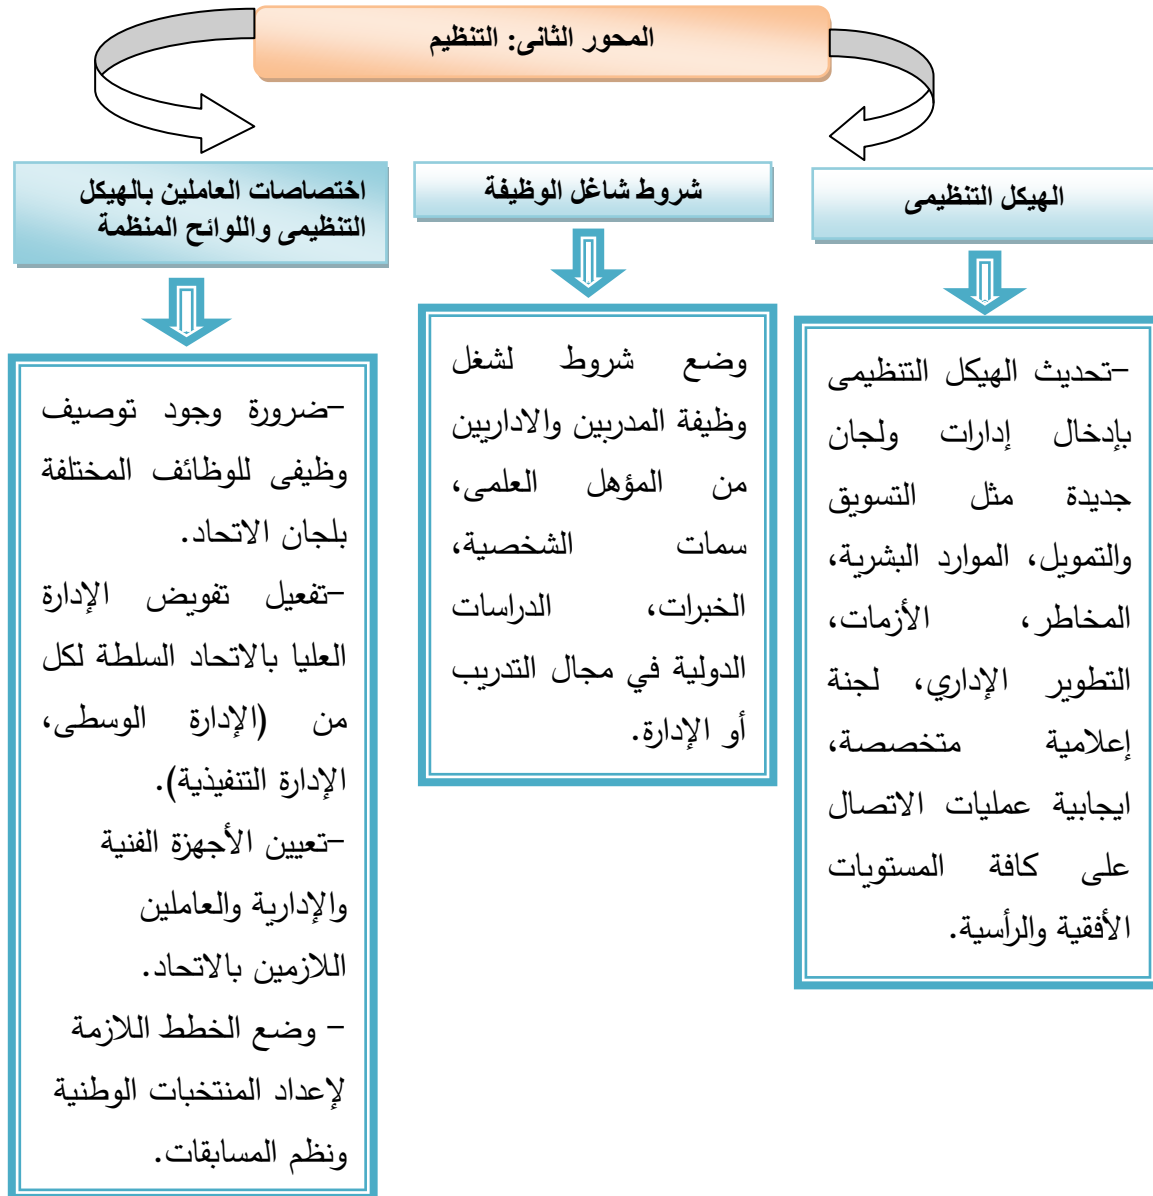 المحور الثانى: التنظيم
الهيكل التنظيمى
–تحديث الهيكل التنظيمى
بإدخال إدارات ولجان
جديدة مثل التسويق
والتمويل، الموارد البشرية،
المخاطر، الأزمات،
التطوير الإداري، لجنة
إعلامية متخصصة،
ايجابية عمليات الاتصال
على كافة المستويات
الأفقية والرأسية.
شروط شاغل الوظيفة
وضع شروط لشغل
وظيفة المدربين والاداريين
من المؤهل العلمى،
سمات الشخصية،
الخبرات، الدراسات
الدولية في مجال التدريب
أو الإدارة.
اختصاصات العاملين بالهيكل
التنظيمى واللوائح المنظمة
–ضرورة وجود توصيف
وظيفى للوظائف المختلفة
بلجان الاتحاد.
–تفعيل تفويض الإدارة
العليا بالاتحاد السلطة لكل
من (الإدارة الوسطى،
الإدارة التنفيذية).
–تعيين الأجهزة الفنية
والإدارية والعاملين
اللازمين بالاتحاد.
– وضع الخطط اللازمة
لإعداد المنتخبات الوطنية
ونظم المسابقات.